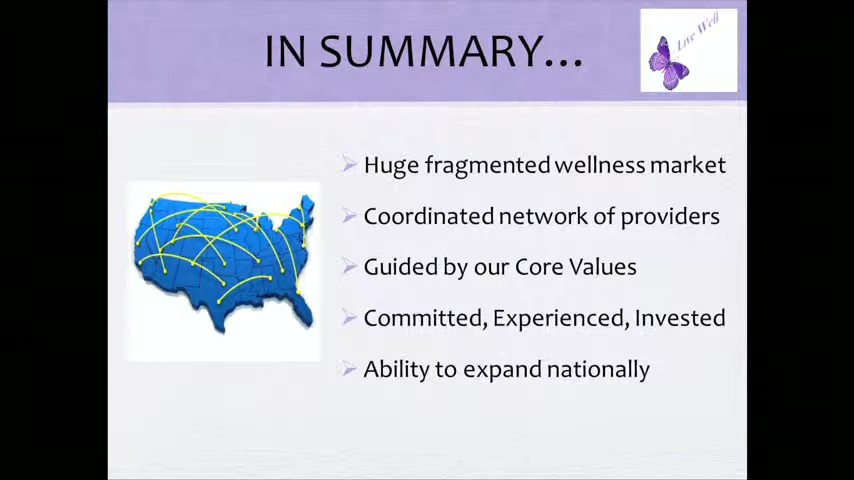 IN SUMMARY...
Live Well
Huge fragmented wellness market
Coordinated network of providers
Guided by our Core Values
Committed, Experienced, Invested
Ability to expand nationally